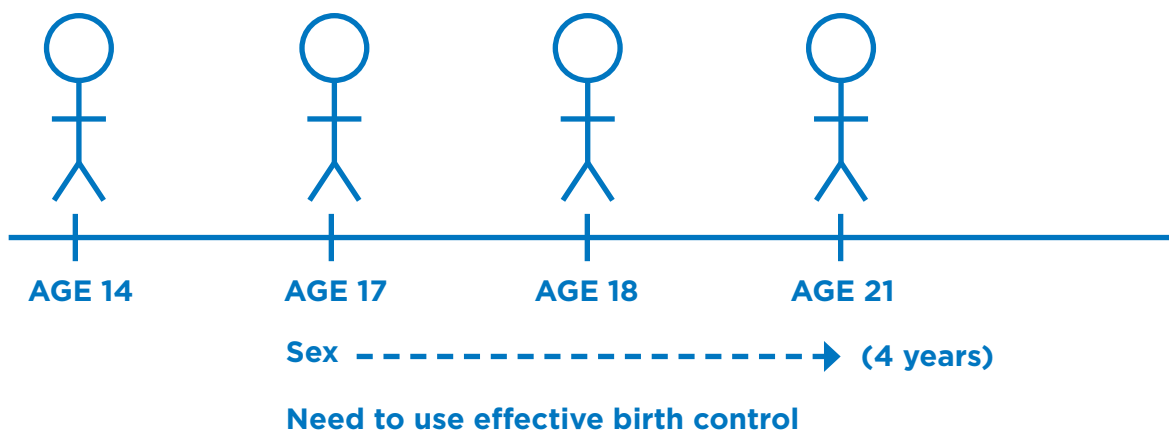 AGE 14 AGE 17 AGE 18 AGE 21
Sex (4 years)
Need to use effective birth control